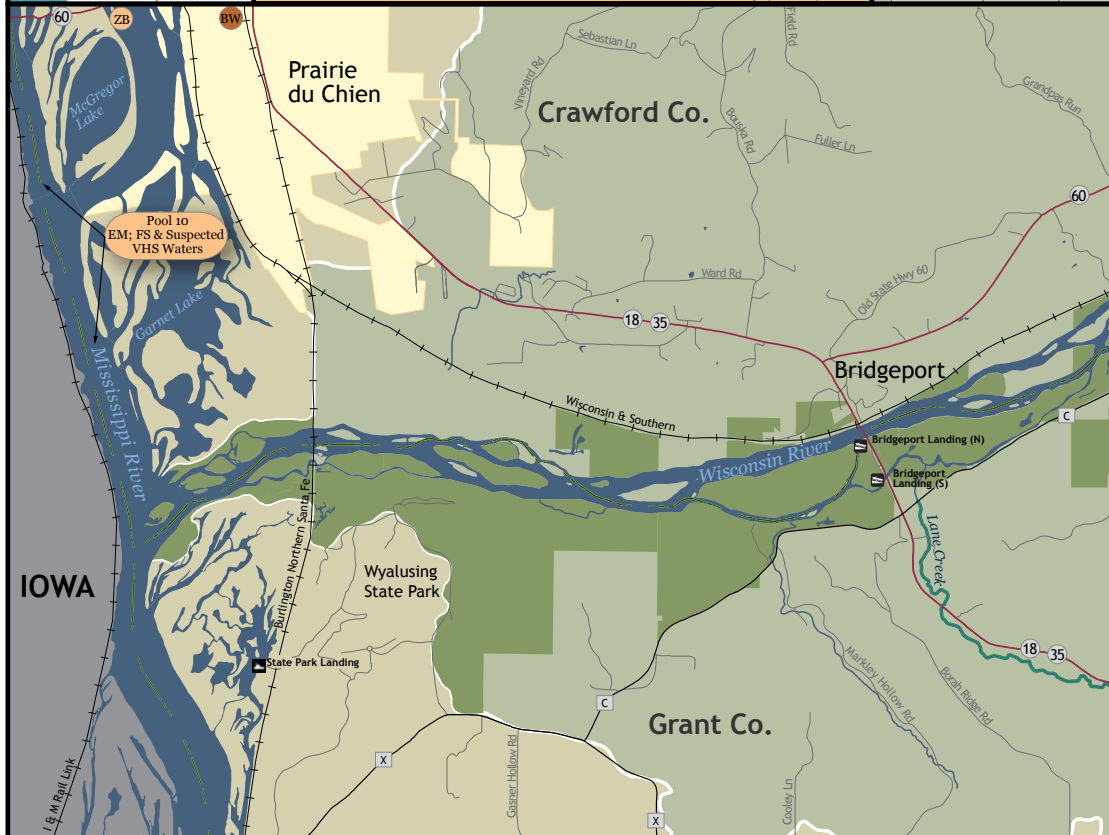 60
ZB
BW
Sebastian Ln
Field Rd
Prairie
du Chien
Vineyard Rd
McGregor
Lake
Crawford Co.
Grandpas Run
Bouska Rd
Fuller Ln
60
Pool 10
EM; FS & Suspected
VHS Waters
Ward Rd
Old State Hwy 60
Garnet Lake
18
35
Mississippi River
Bridgeport
Wisconsin & Southern
C
Bridgeport Landing (N)
Wisconsin River
Bridgeport
Landing (S)
Burlington Northern Santa Fe
Lane Creek
Wyalusing
State Park
IOWA
State Park Landing
18
35
Markley Hollow Rd
Borah Ridge Rd
C
Grant Co.
X
Gasner Hollow Rd
I & M Rail Link
Cooley Ln
X